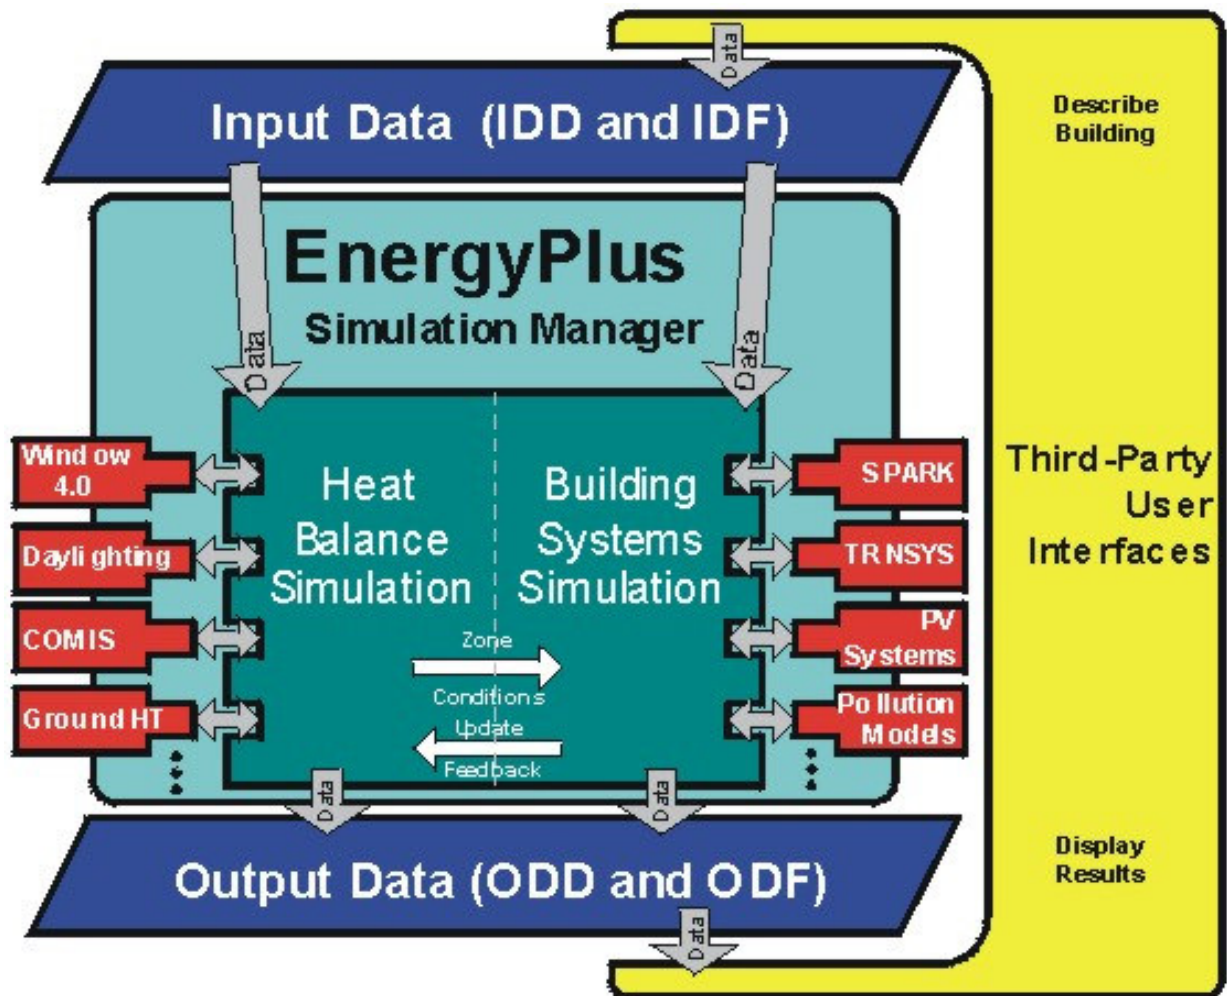 Data
Input Data (IDD and IDF)
Describe
Building
EnergyPlus
Simulation Manager
Data
Data
Window
4.0
Daylighting
COMIS
Ground HT
Heat
Balance
Simulation
Building
Systems
Simulation
Zone
Conditions
Update
Feedback
SPARK
TRNSYS
PV
Systems
Pollution
Models
Third-Party
User
Interfaces
Data
Data
Output Data (ODD and ODF)
Display
Results
Data